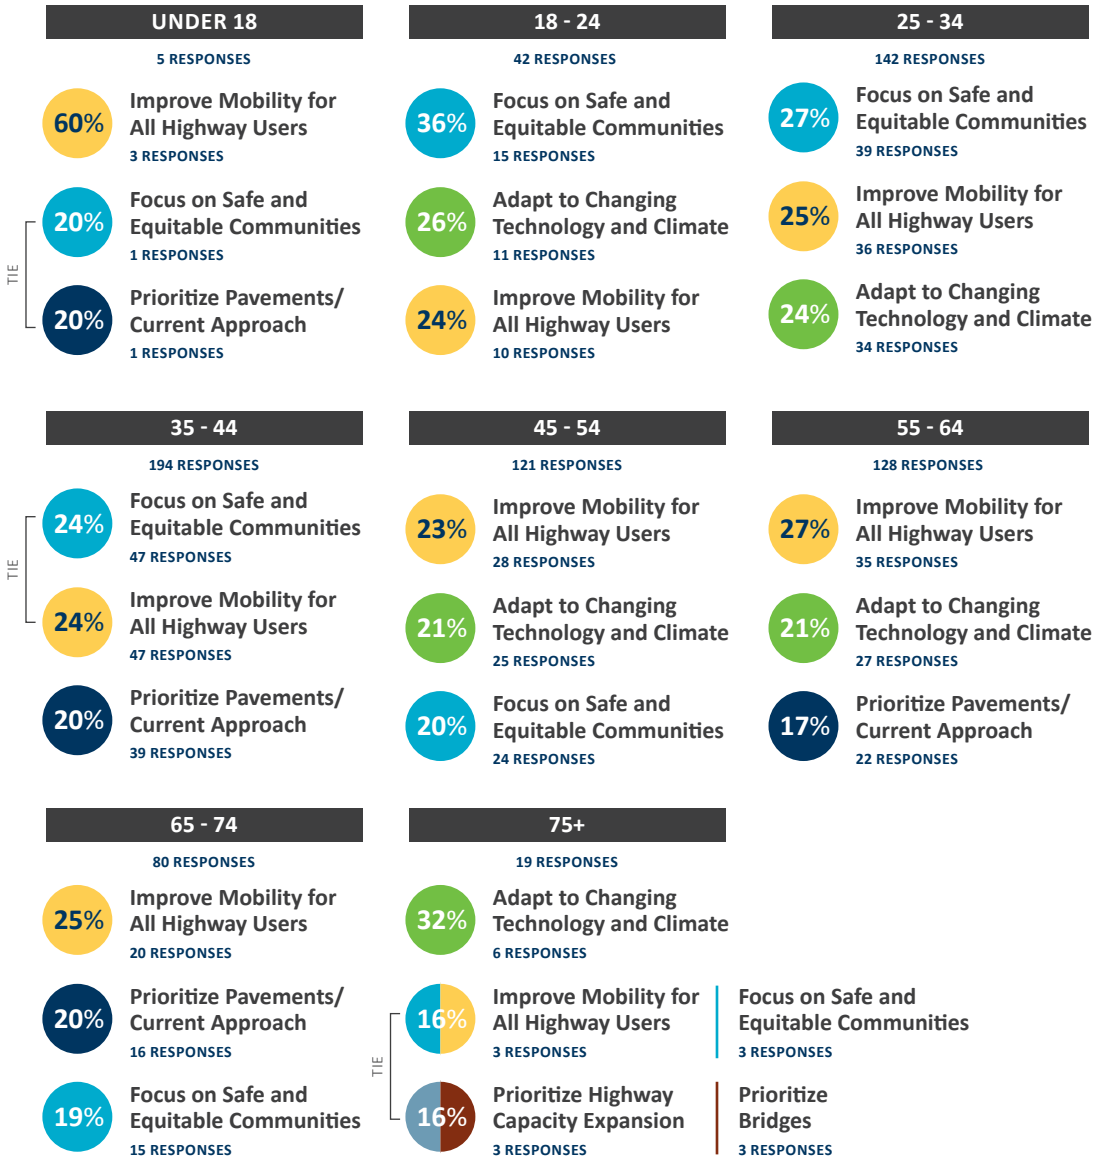 UNDER 18
5 RESPONSES
60%
Improve Mobility for
All Highway Users
3 RESPONSES
TIE
20%
Focus on Safe and
Equitable Communities
1 RESPONSES
20%
Prioritize Pavements/
Current Approach
1 RESPONSES
18 - 24
42 RESPONSES
36%
Focus on Safe and
Equitable Communities
15 RESPONSES
26%
Adapt to Changing
Technology and Climate
11 RESPONSES
24%
Improve Mobility for
All Highway Users
10 RESPONSES
25 - 34
142 RESPONSES
27%
Focus on Safe and
Equitable Communities
39 RESPONSES
25%
Improve Mobility for
All Highway Users
36 RESPONSES
24%
Adapt to Changing
Technology and Climate
34 RESPONSES
35 - 44
194 RESPONSES
TIE
24%
Focus on Safe and
Equitable Communities
47 RESPONSES
24%
Improve Mobility for
All Highway Users
47 RESPONSES
20%
Prioritize Pavements/
Current Approach
39 RESPONSES
45 - 54
121 RESPONSES
23%
Improve Mobility for
All Highway Users
28 RESPONSES
21%
Adapt to Changing
Technology and Climate
25 RESPONSES
20%
Focus on Safe and
Equitable Communities
24 RESPONSES
55 - 64
128 RESPONSES
27%
Improve Mobility for
All Highway Users
35 RESPONSES
21%
Adapt to Changing
Technology and Climate
27 RESPONSES
17%
Prioritize Pavements/
Current Approach
22 RESPONSES
65 - 74
80 RESPONSES
25%
Improve Mobility for
All Highway Users
20 RESPONSES
20%
Prioritize Pavements/
Current Approach
16 RESPONSES
19%
Focus on Safe and
Equitable Communities
15 RESPONSES
75+
19 RESPONSES
32%
Adapt to Changing
Technology and Climate
6 RESPONSES
TIE
16%
Improve Mobility for
All Highway Users
3 RESPONSES
Focus on Safe and
Equitable Communities
3 RESPONSES
16%
Prioritize Highway
Capacity Expansion
3 RESPONSES
Prioritize
Bridges
3 RESPONSES